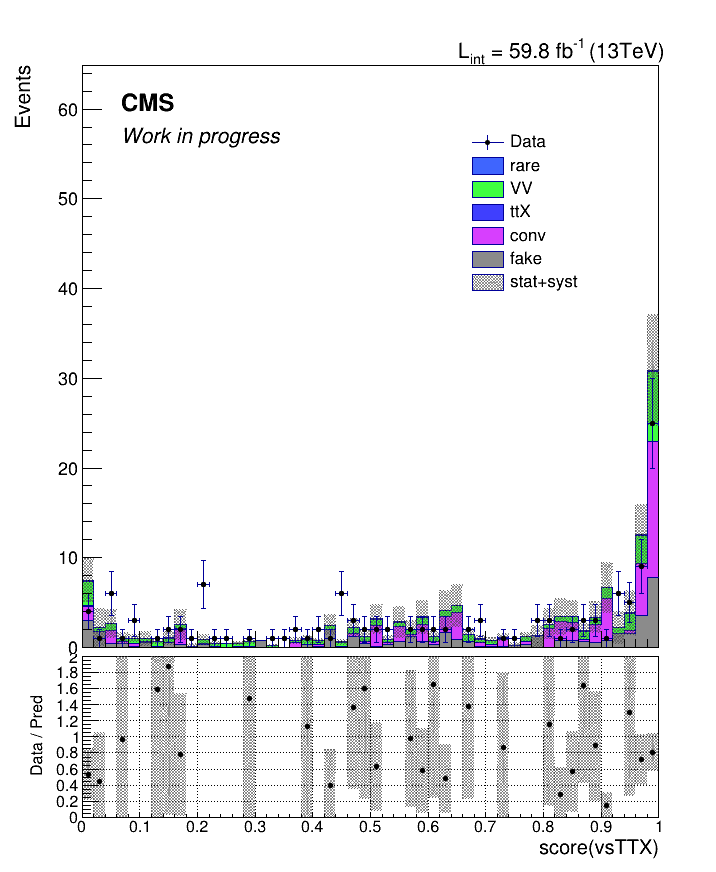 L_int = 59.8 fb^-1 (13TeV)
Events
CMS
Work in progress
Data
rare
VV
ttX
conv
fake
stat+syst
60
50
40
30
20
10
0
Data / Pred
2
1.8
1.6
1.4
1.2
1
0.8
0.6
0.4
0.2
0
0 0.1 0.2 0.3 0.4 0.5 0.6 0.7 0.8 0.9 1
score(vsTTX)